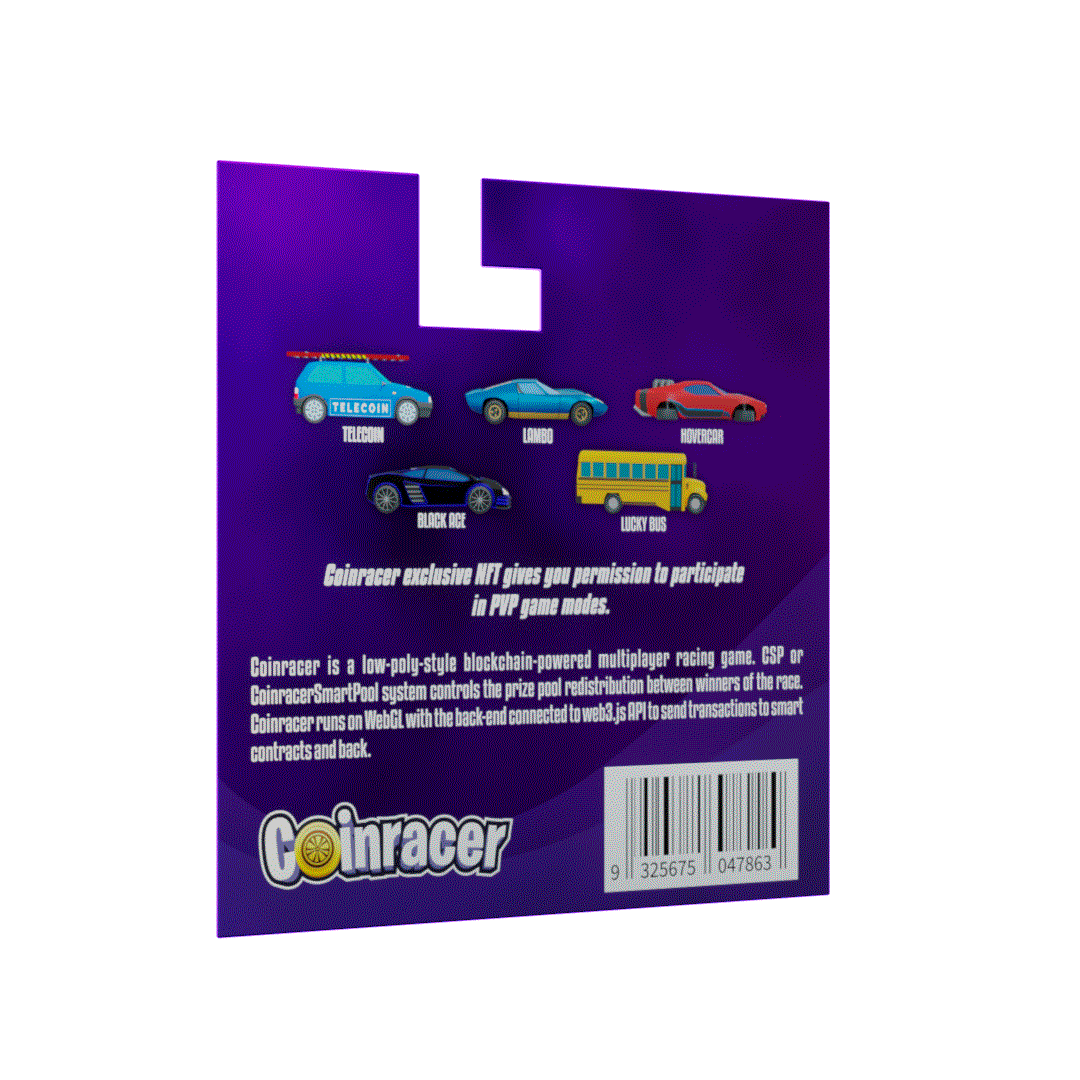 TELECOIN
TELECOIN
LAMBO
HOVERCAR
BLACK ACE
LUCKY BUS
Coinracer exclusive NFT gives you permission to participate
in PVP game modes.
Coinracer is a low-poly-style blockchain-powered multiplayer racing game. CSP or
CoinracerSmartPool system controls the prize pool redistribution between winners of the race.
Coinracer runs on WebGL with the back-end connected to web3.js API to send transactions to smart
contracts and back.
Coinracer
9 325675 047863